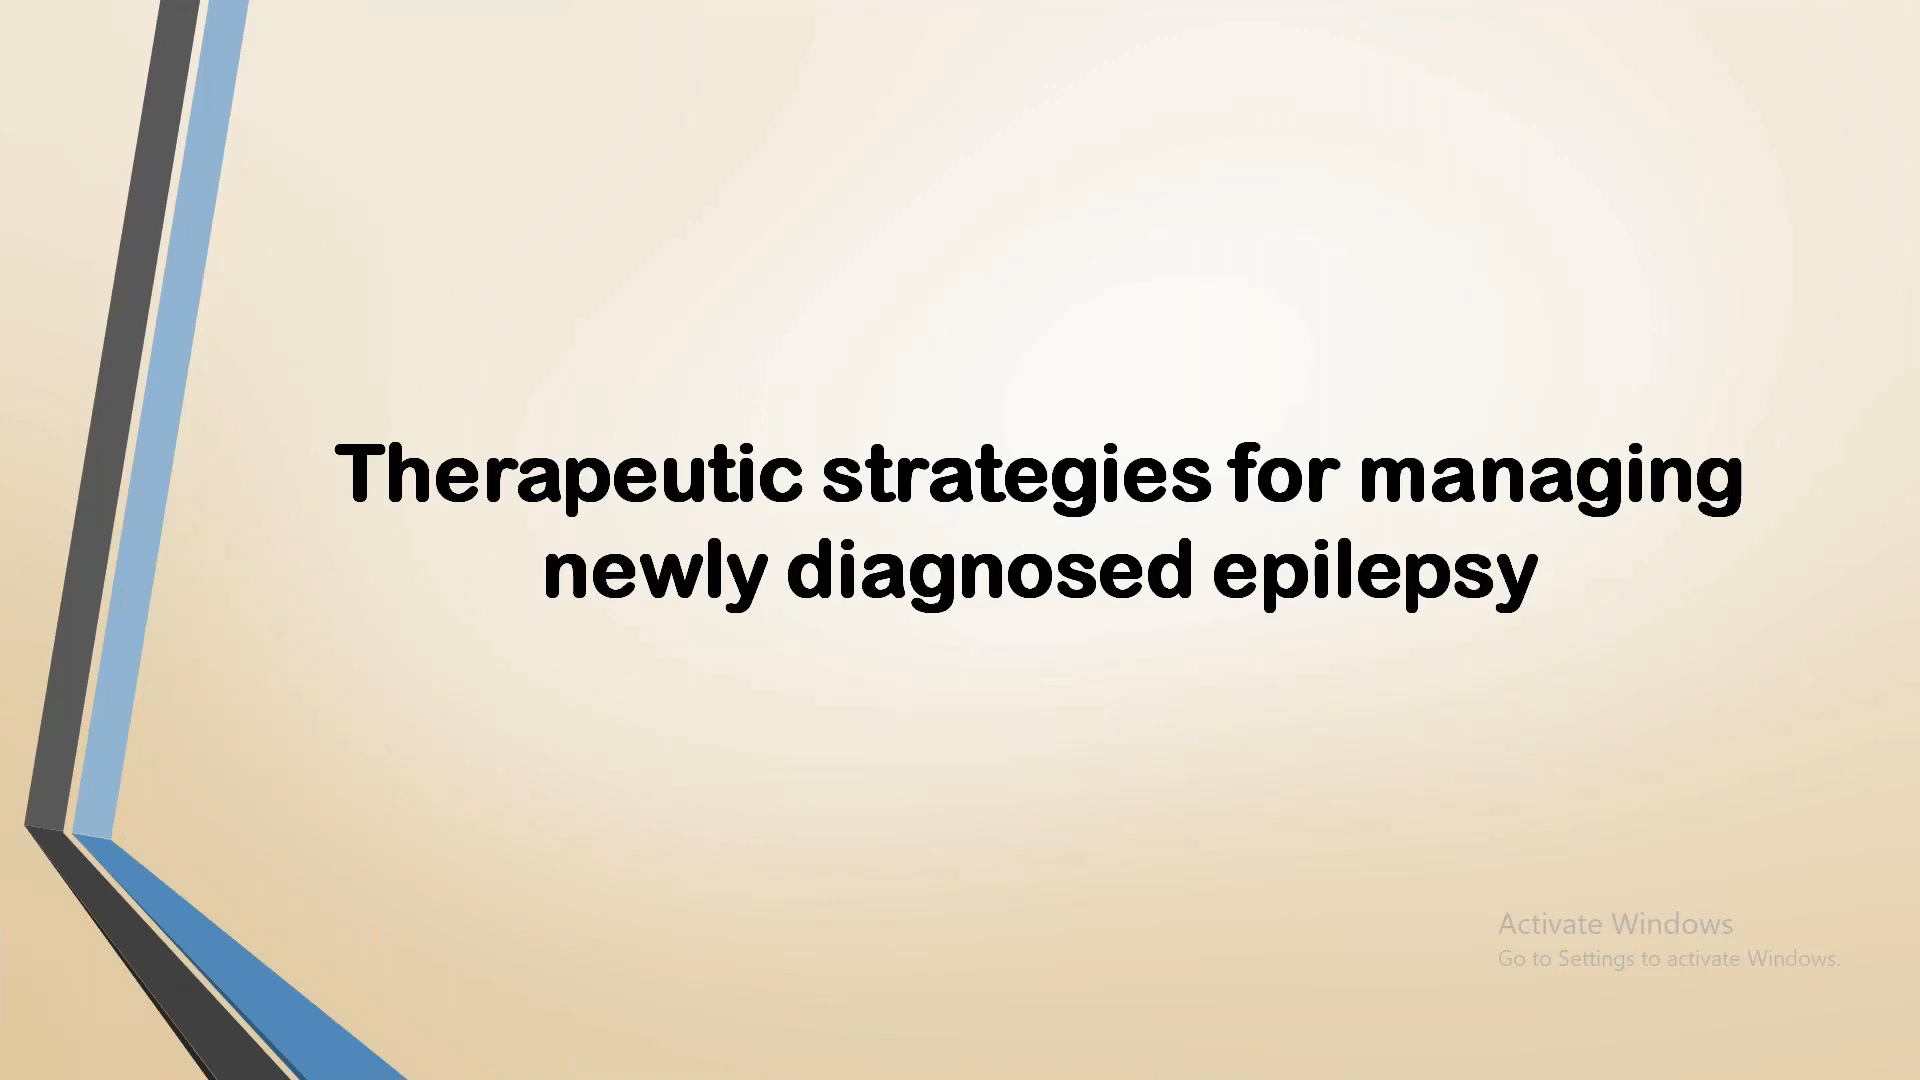 Therapeutic strategies for managing
newly diagnosed epilepsy
Activate Windows
Go to Settings to activate Windows.